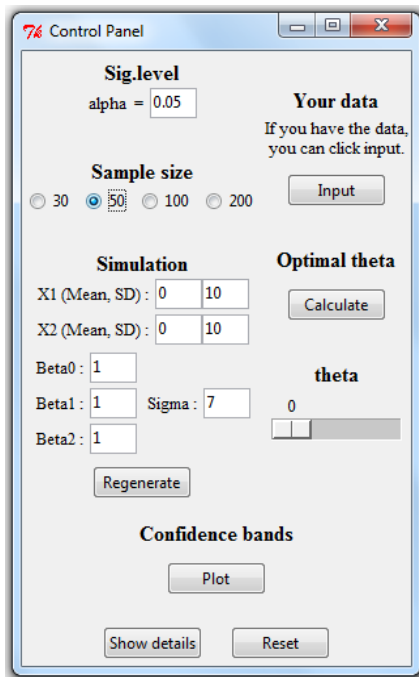 Control Panel
Sig.level
alpha = 0.05
Your data
If you have the data,
you can click input.
Input
Sample size
30 50 100 200
Simulation
X1 (Mean, SD) : 0 10
X2 (Mean, SD) : 0 10
Optimal theta
Calculate
Beta0 : 1
Beta1 : 1 Sigma : 7
Beta2 : 1
theta
0
Regenerate
Confidence bands
Plot
Show details Reset